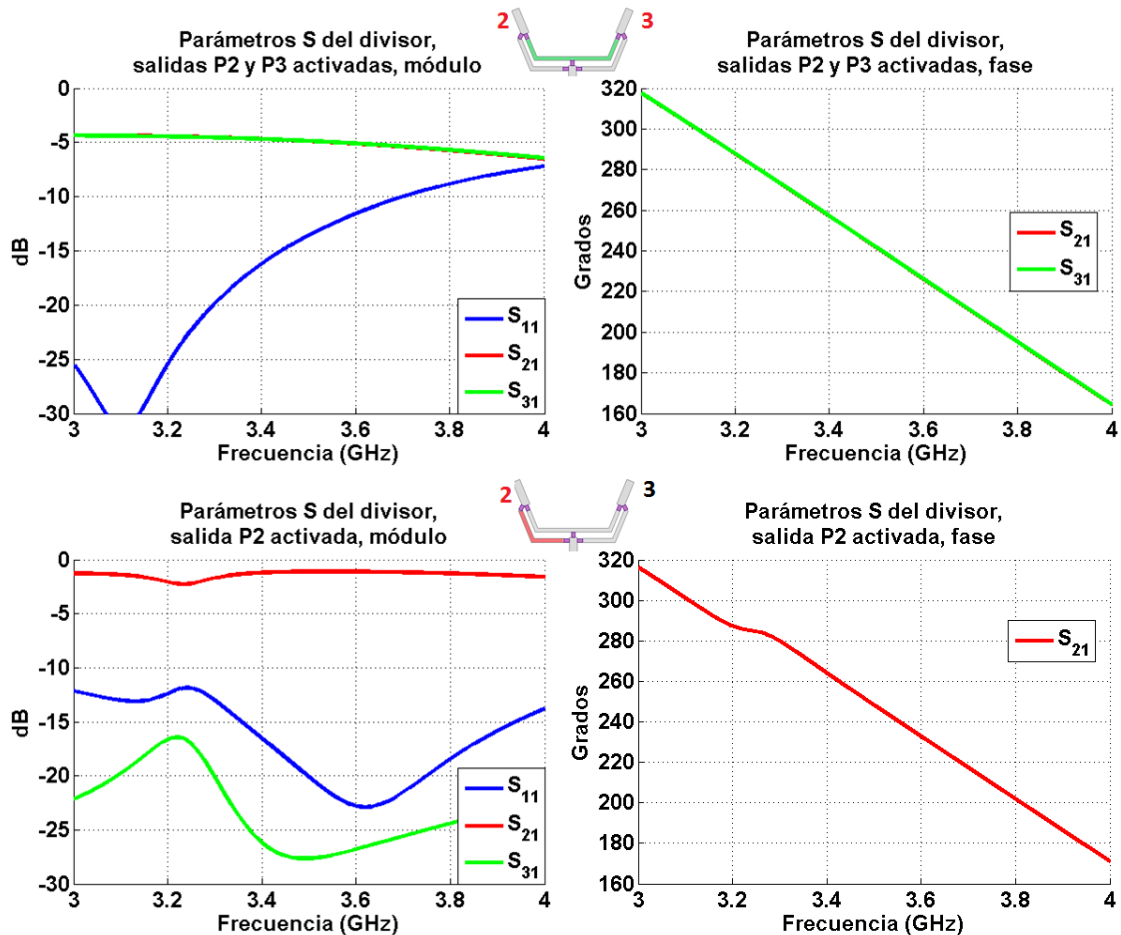 Parámetros S del divisor,
salidas P2 y P3 activadas, módulo
2
3
Parámetros S del divisor,
salidas P2 y P3 activadas, fase
0
-5
-10
-15
-20
-25
-30
dB
S11
S21
S31
3
3.2
3.4
3.6
3.8
4
Frecuencia (GHz)
320
300
280
260
240
220
200
180
160
Grados
S21
S31
3
3.2
3.4
3.6
3.8
4
Frecuencia (GHz)
Parámetros S del divisor,
salida P2 activada, módulo
2
3
Parámetros S del divisor,
salida P2 activada, fase
0
-5
-10
-15
-20
-25
-30
dB
S11
S21
S31
3
3.2
3.4
3.6
3.8
4
Frecuencia (GHz)
320
300
280
260
240
220
200
180
160
Grados
S21
3
3.2
3.4
3.6
3.8
4
Frecuencia (GHz)